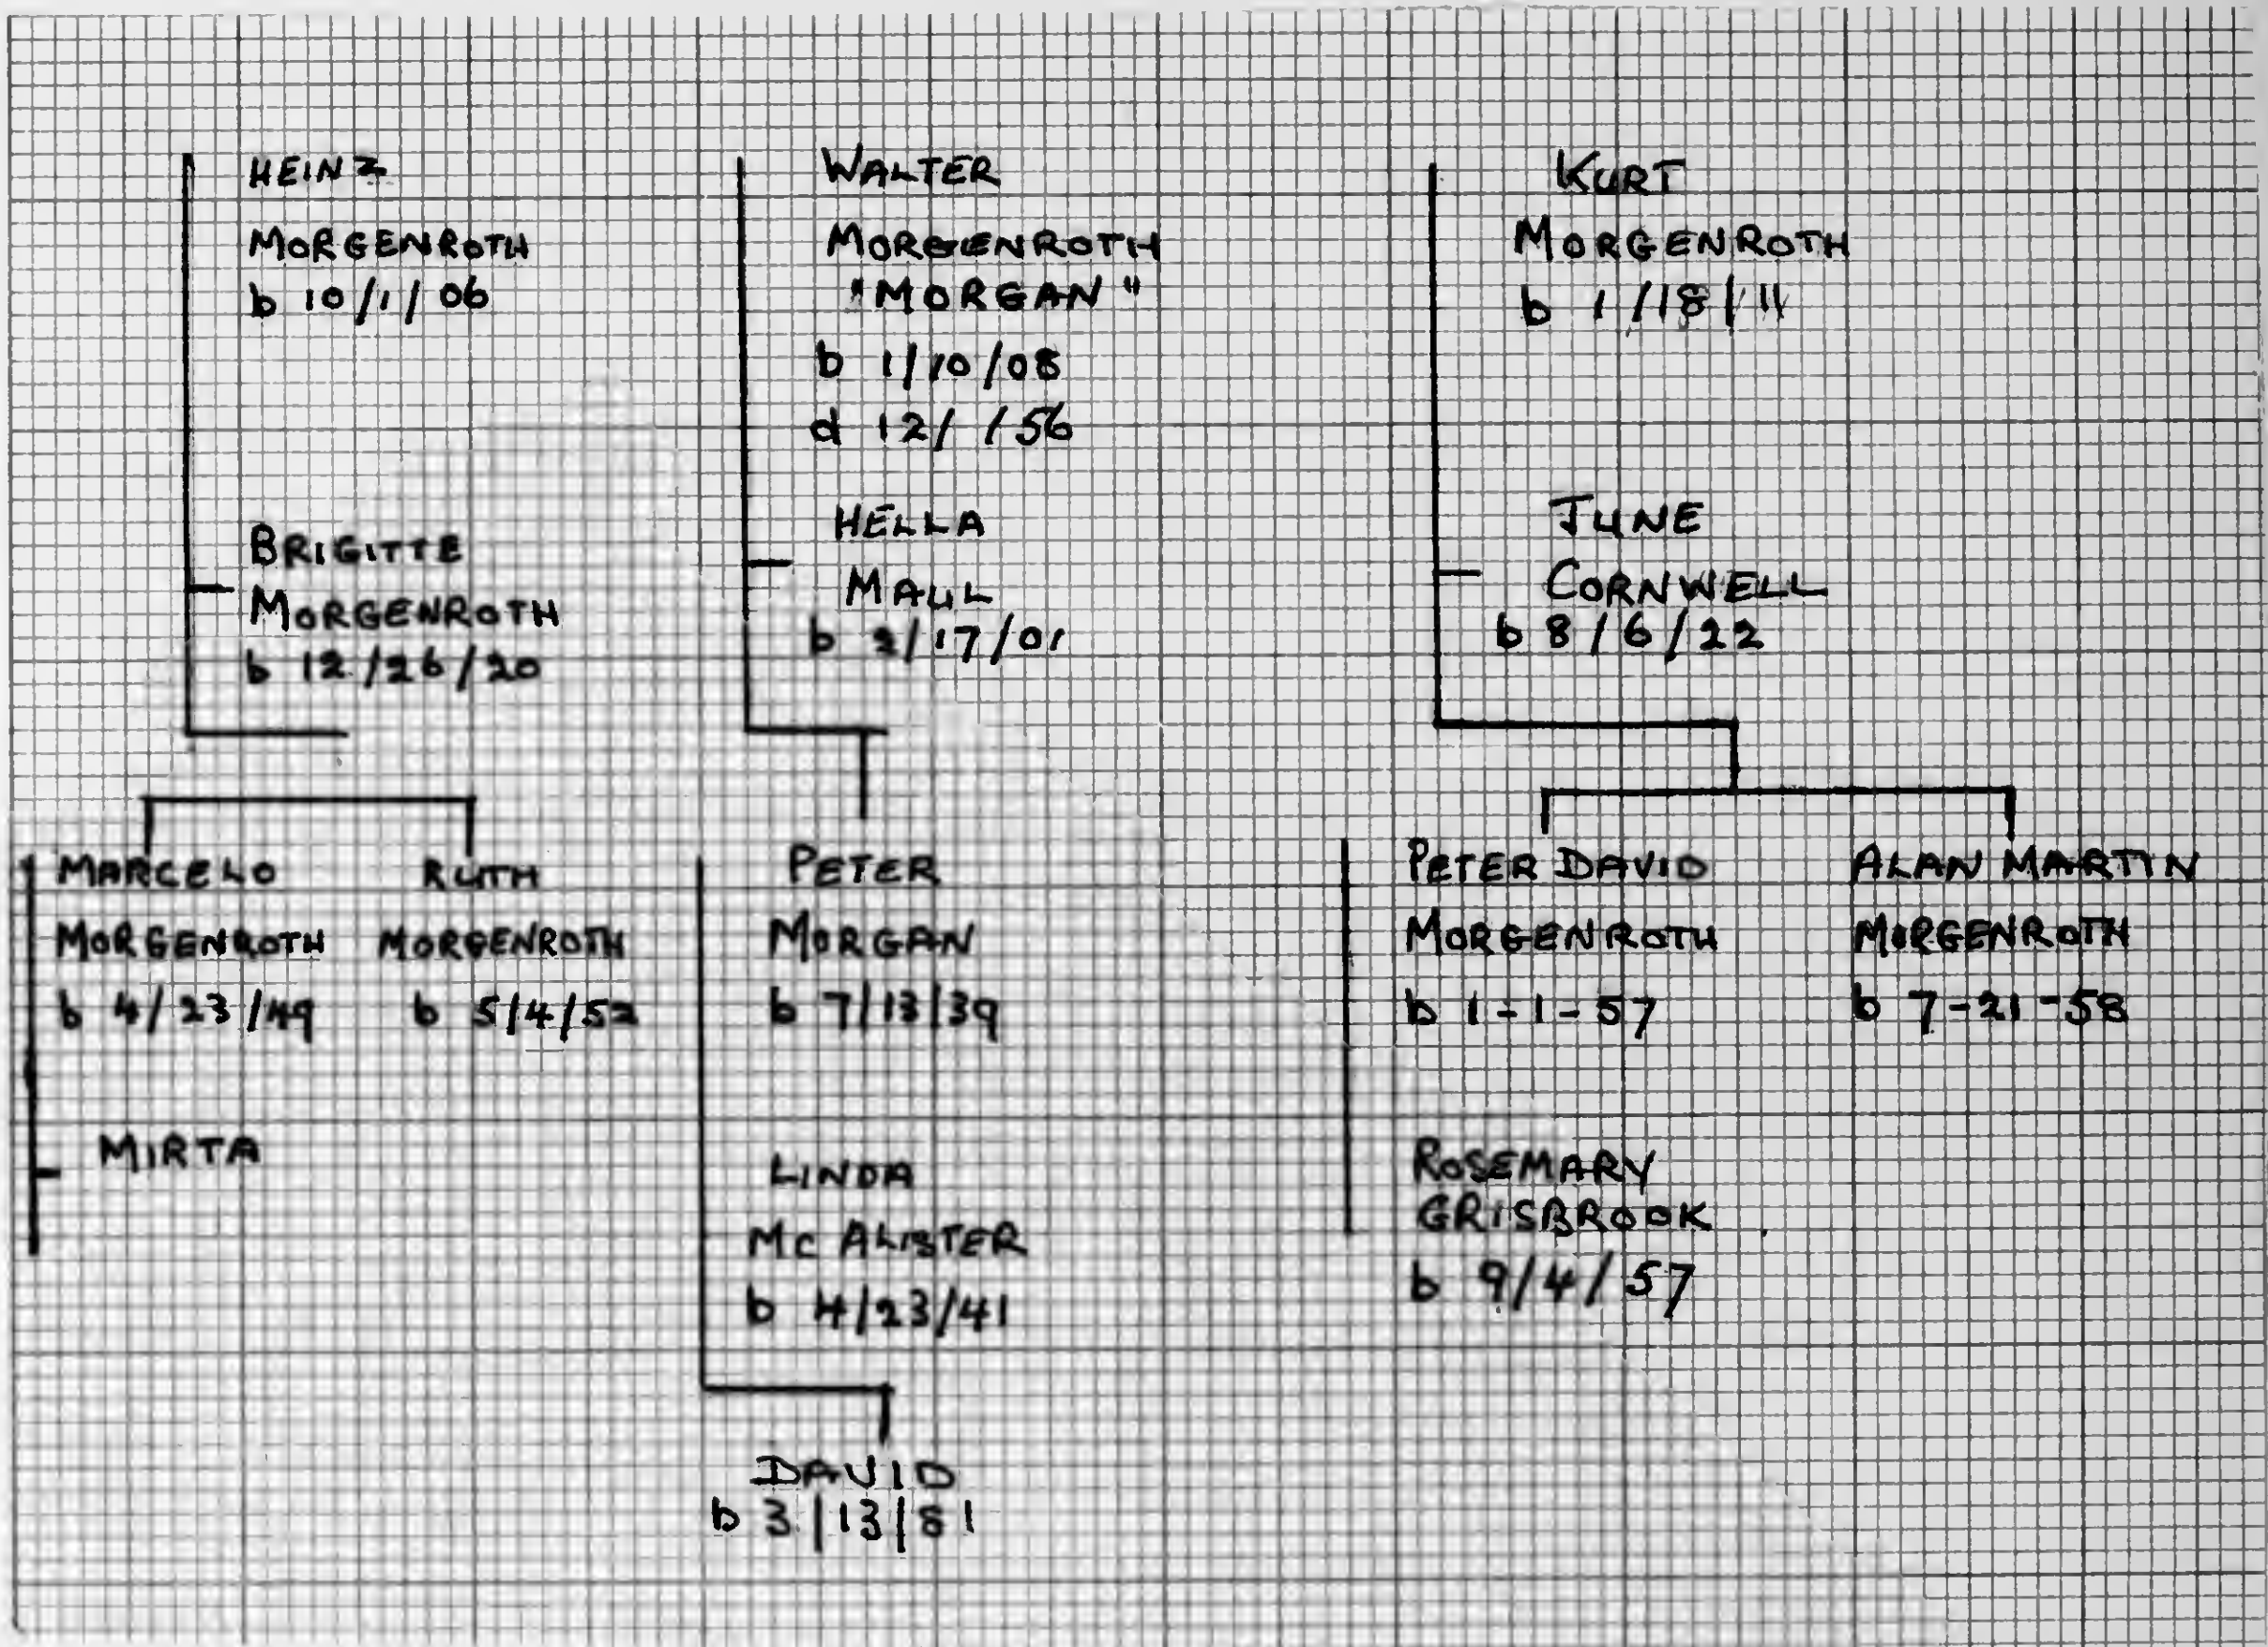 HEINZ
MORGENROTH
b 10/1/06
BRIGITTE
MORGENROTH
b 12/26/20
WALTER
MORGENROTH
"MORGAN"
b 1/10/08
d 12/ /56
HELLA
MAUL
b 2/17/01
KURT
MORGENROTH
b 1/18/11
JUNE
CORNWELL
b 8/6/22
MARCELO
MORGENROTH
b 4/23/49
MIRTA
RUTH
MORGENROTH
b 5/4/52
PETER
MORGAN
b 7/13/39
LINDA
Mc ALISTER
b 4/23/41
DAVID
b 3/13/81
PETER DAVID
MORGENROTH
b 1-1-57
ROSEMARY
GRISBROOK
b 9/4/57
ALAN MARTIN
MORGENROTH
b 7-21-58